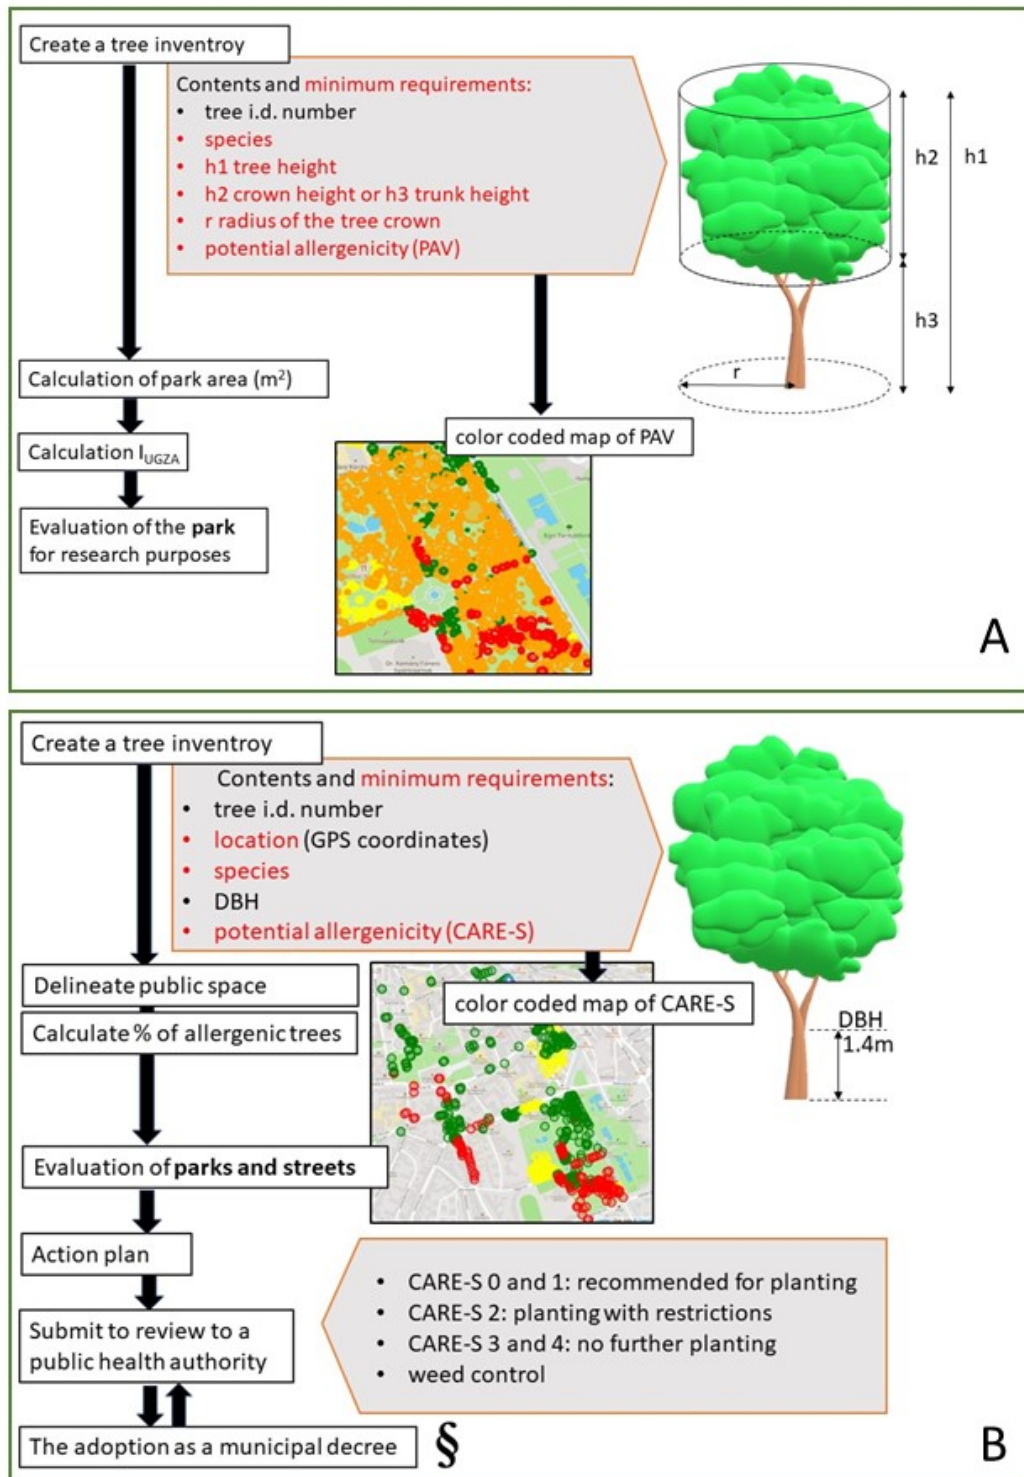 Create a tree inventroy
Contents and minimum requirements:
• tree i.d. number
• species
• h1 tree height
• h2 crown height or h3 trunk height
• r radius of the tree crown
• potential allergenicity (PAV)
h2
h1
h3
r
Calculation of park area (m²)
color coded map of PAV
Calculation I_UGZA
Evaluation of the park
for research purposes
A
Create a tree inventroy
Contents and minimum requirements:
• tree i.d. number
• location (GPS coordinates)
• species
• DBH
• potential allergenicity (CARE-S)
Delineate public space
color coded map of CARE-S
Calculate % of allergenic trees
DBH
1.4m
Evaluation of parks and streets
Action plan
• CARE-S 0 and 1: recommended for planting
• CARE-S 2: planting with restrictions
• CARE-S 3 and 4: no further planting
• weed control
Submit to review to a
public health authority
The adoption as a municipal decree
§
B